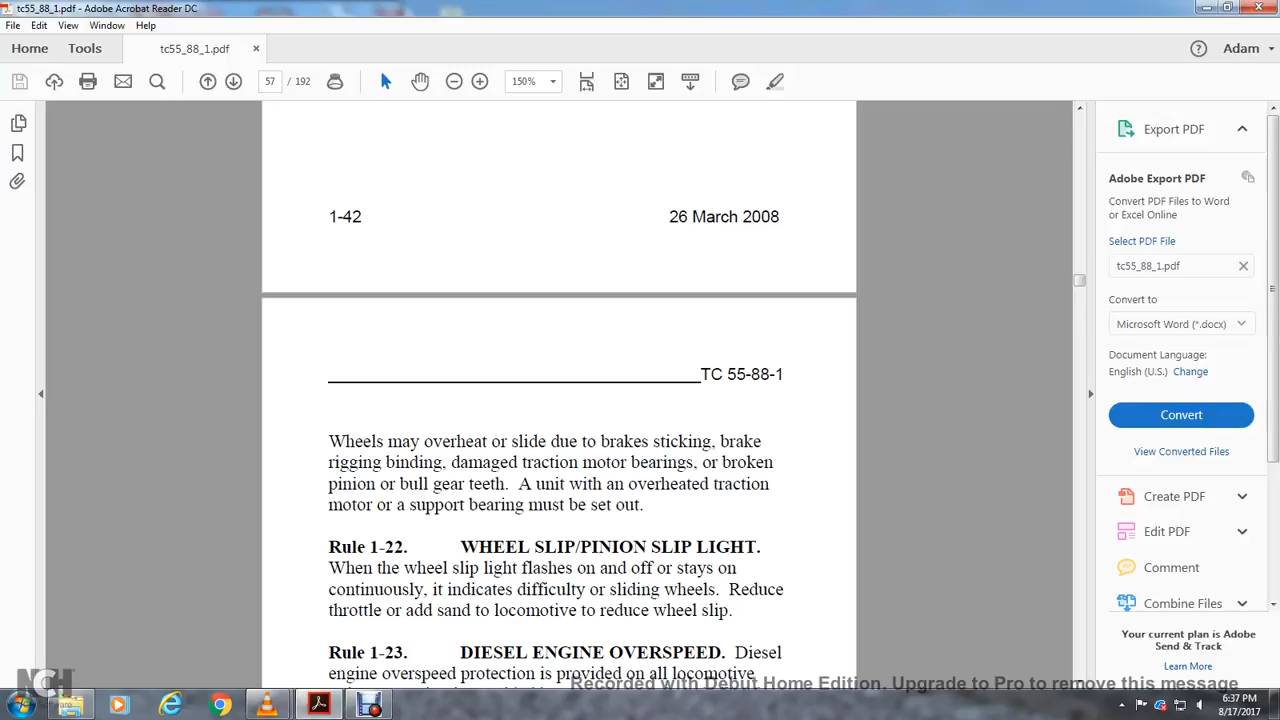 tc55_88_1.pdf - Adobe Acrobat Reader DC
File Edit View Window Help
Home Tools tc55_88_1.pdf × Adam
57 / 192 150%
1-42 26 March 2008
TC 55-88-1
Wheels may overheat or slide due to brakes sticking, brake
rigging binding, damaged traction motor bearings, or broken
pinion or bull gear teeth. A unit with an overheated traction
motor or a support bearing must be set out.
Rule 1-22. WHEEL SLIP/PINION SLIP LIGHT.
When the wheel slip light flashes on and off or stays on
continuously, it indicates difficulty or sliding wheels. Reduce
throttle or add sand to locomotive to reduce wheel slip.
Rule 1-23. DIESEL ENGINE OVERSPEED. Diesel
engine overspeed protection is provided on all locomotive
Export PDF
Adobe Export PDF
Convert PDF Files to Word
or Excel Online
Select PDF File
tc55_88_1.pdf
Convert to
Microsoft Word (*.docx)
Document Language:
English (U.S.) Change
Convert
View Converted Files
Create PDF
Edit PDF
Comment
Combine Files
Your current plan is Adobe
Send & Track
Learn More
NCH
Recorded with Debut Home Edition. Upgrade to Pro to remove this message
6:37 PM
8/17/2017